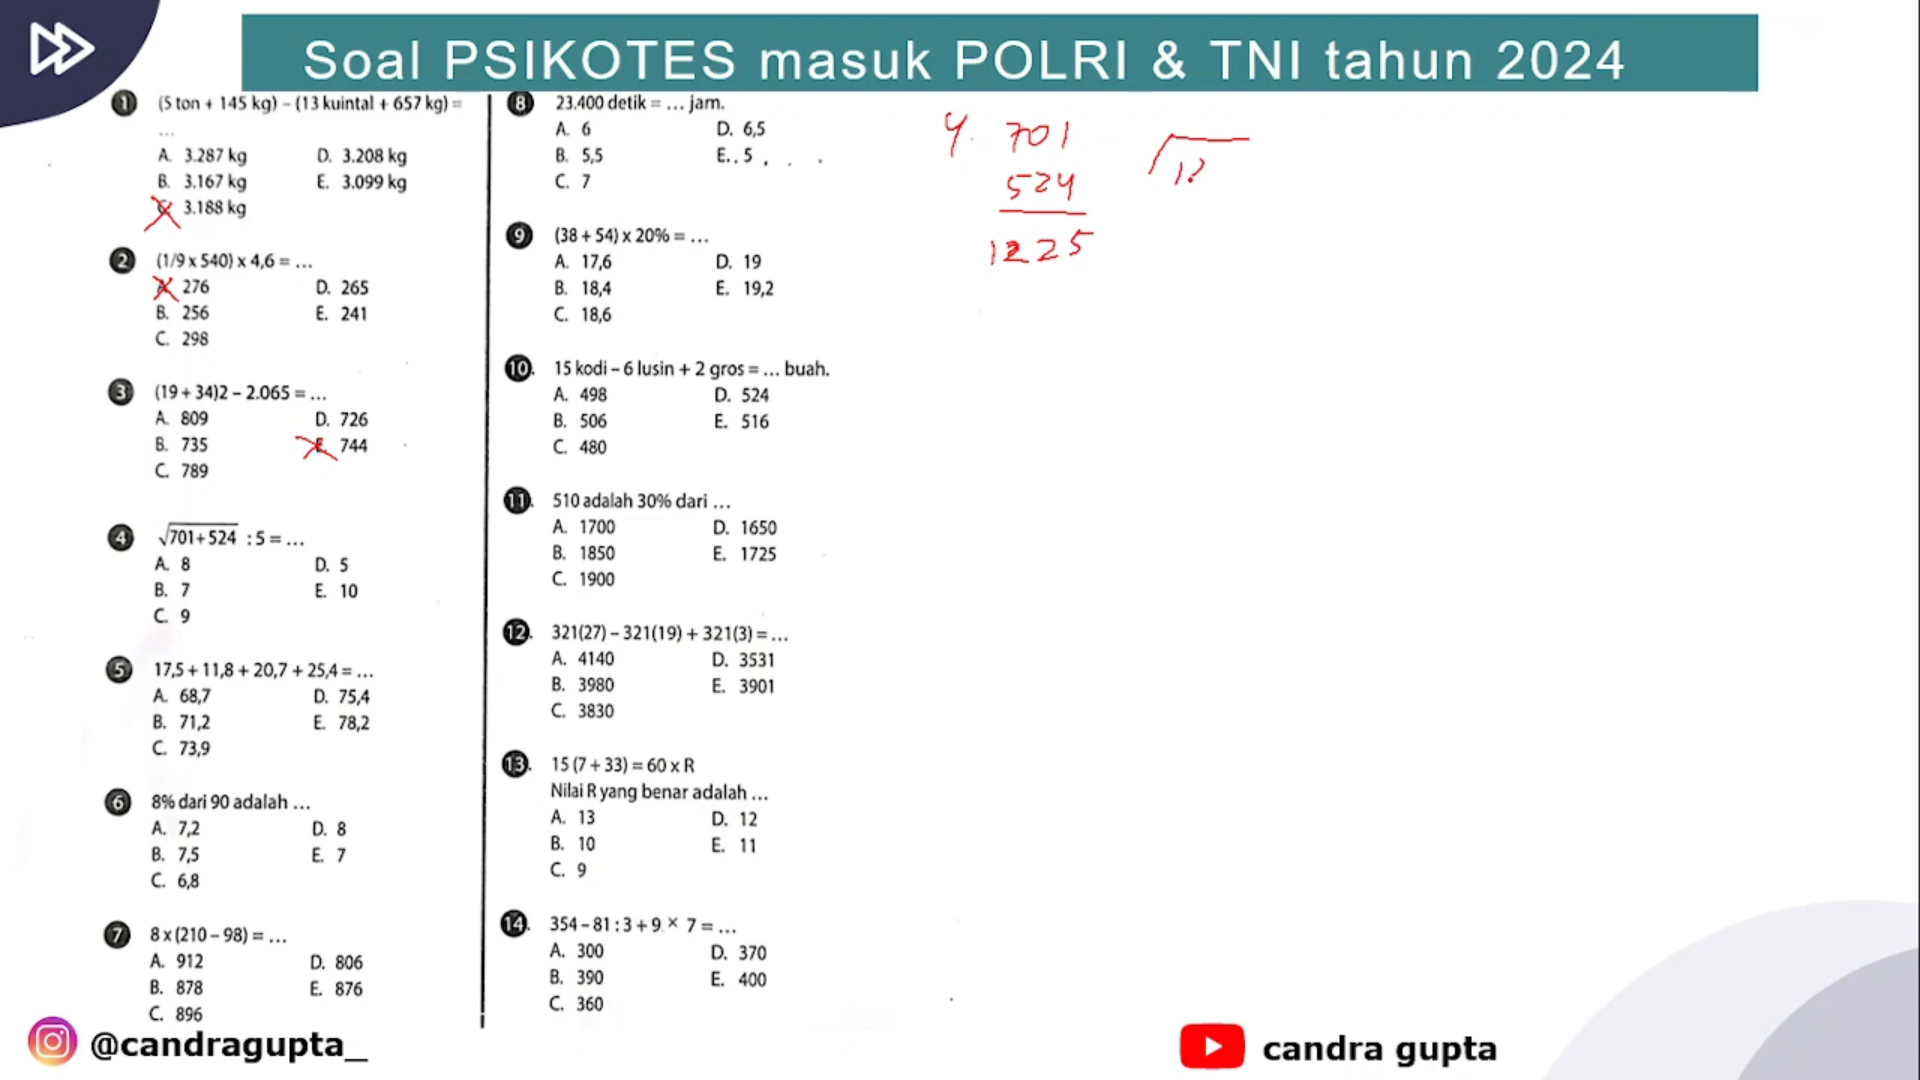 Soal PSIKOTES masuk POLRI & TNI tahun 2024
1 (5 ton + 145 kg) – (13 kuintal + 657 kg) =
...
A. 3.287 kg D. 3.208 kg
B. 3.167 kg E. 3.099 kg
C. 3.188 kg
2 (1/9 x 540) x 4,6 = ...
A. 276 D. 265
B. 256 E. 241
C. 298
3 (19 + 34)2 – 2.065 = ...
A. 809 D. 726
B. 735 E. 744
C. 789
4 √701+524 : 5 = ...
A. 8 D. 5
B. 7 E. 10
C. 9
5 17,5 + 11,8 + 20,7 + 25,4 = ...
A. 68,7 D. 75,4
B. 71,2 E. 78,2
C. 73,9
6 8% dari 90 adalah ...
A. 7,2 D. 8
B. 7,5 E. 7
C. 6,8
7 8 x (210 – 98) = ...
A. 912 D. 806
B. 878 E. 876
C. 896
8 23.400 detik = ... jam.
A. 6 D. 6,5
B. 5,5 E. 5
C. 7
9 (38 + 54) x 20% = ...
A. 17,6 D. 19
B. 18,4 E. 19,2
C. 18,6
10. 15 kodi – 6 lusin + 2 gros = ... buah.
A. 498 D. 524
B. 506 E. 516
C. 480
11. 510 adalah 30% dari ...
A. 1700 D. 1650
B. 1850 E. 1725
C. 1900
12. 321(27) – 321(19) + 321(3) = ...
A. 4140 D. 3531
B. 3980 E. 3901
C. 3830
13. 15 (7 + 33) = 60 x R
Nilai R yang benar adalah ...
A. 13 D. 12
B. 10 E. 11
C. 9
14. 354 – 81 : 3 + 9 × 7 = ...
A. 300 D. 370
B. 390 E. 400
C. 360
4. 701
524
1225
@candragupta_
candra gupta